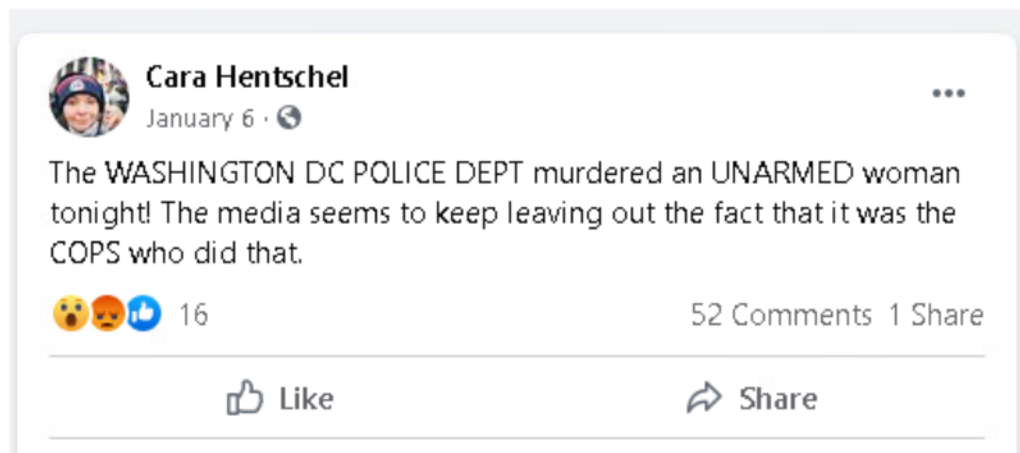 Cara Hentschel
January 6 ·
The WASHINGTON DC POLICE DEPT murdered an UNARMED woman
tonight! The media seems to keep leaving out the fact that it was the
COPS who did that.
16 52 Comments 1 Share
Like Share